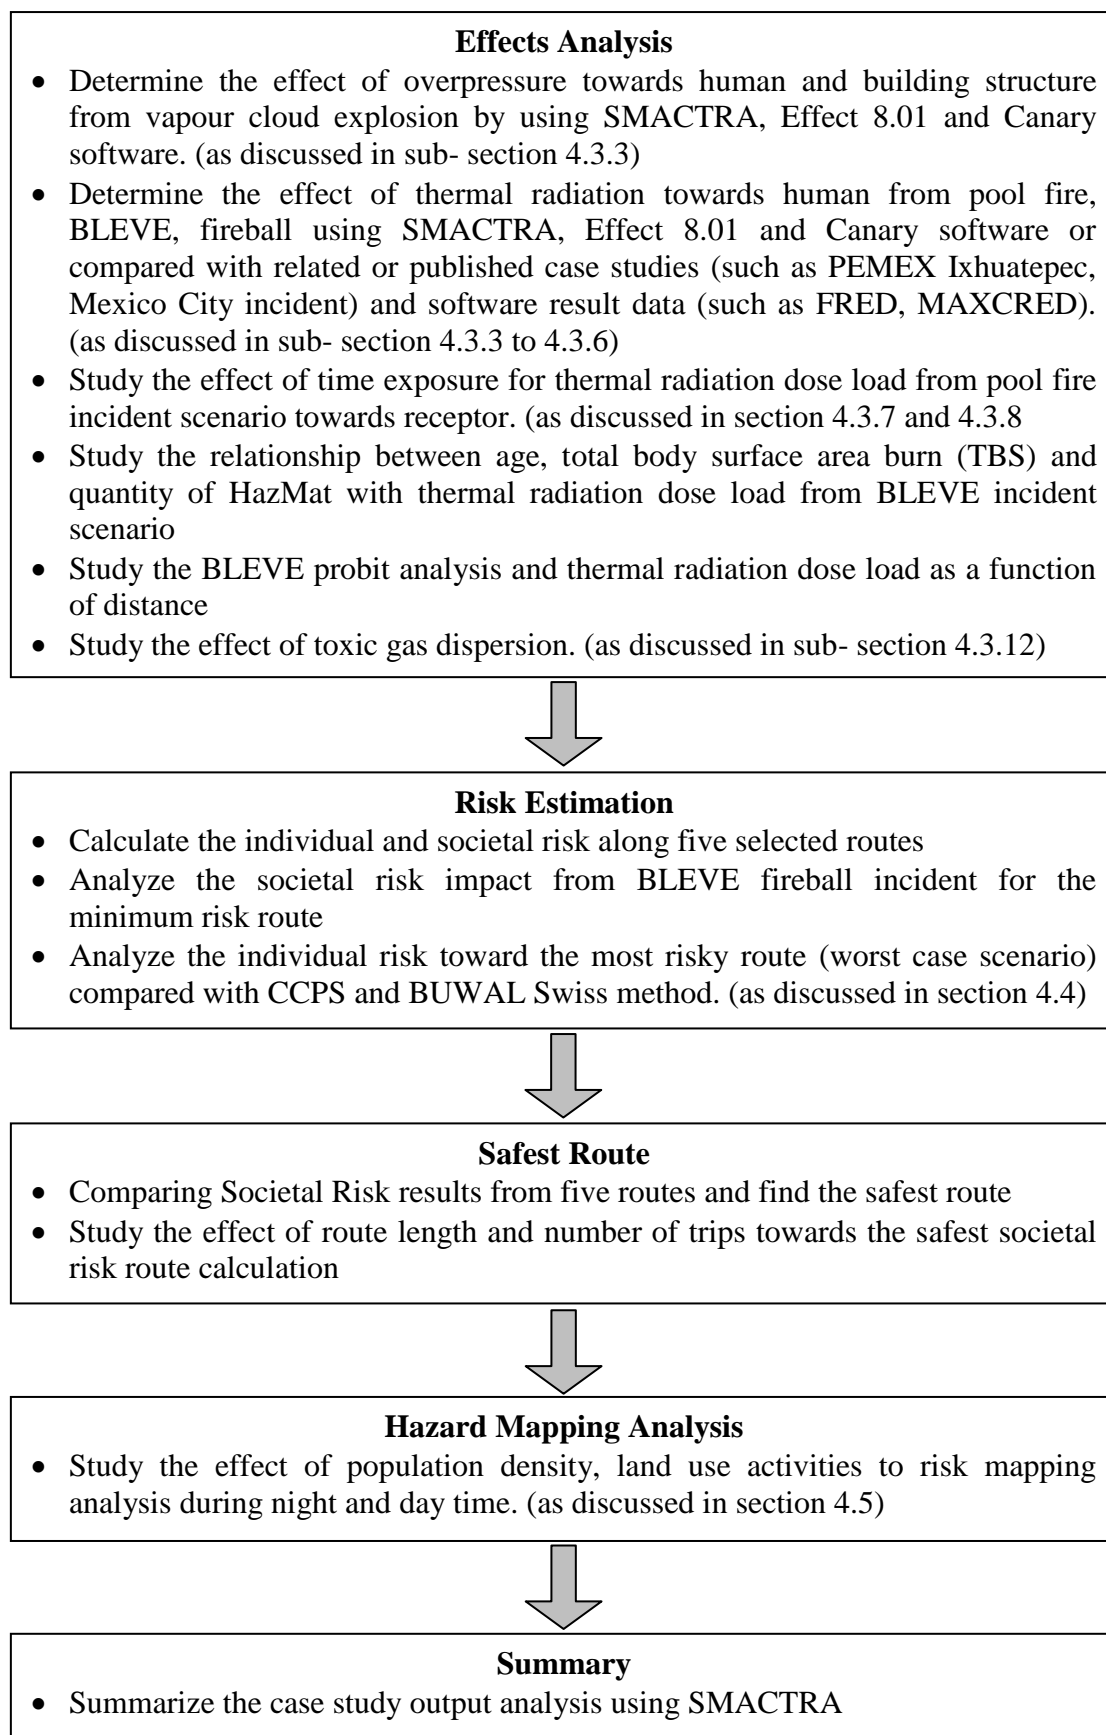 Effects Analysis
• Determine the effect of overpressure towards human and building structure
from vapour cloud explosion by using SMACTRA, Effect 8.01 and Canary
software. (as discussed in sub- section 4.3.3)
• Determine the effect of thermal radiation towards human from pool fire,
BLEVE, fireball using SMACTRA, Effect 8.01 and Canary software or
compared with related or published case studies (such as PEMEX Ixhuatepec,
Mexico City incident) and software result data (such as FRED, MAXCRED).
(as discussed in sub- section 4.3.3 to 4.3.6)
• Study the effect of time exposure for thermal radiation dose load from pool fire
incident scenario towards receptor. (as discussed in section 4.3.7 and 4.3.8
• Study the relationship between age, total body surface area burn (TBS) and
quantity of HazMat with thermal radiation dose load from BLEVE incident
scenario
• Study the BLEVE probit analysis and thermal radiation dose load as a function
of distance
• Study the effect of toxic gas dispersion. (as discussed in sub- section 4.3.12)
Risk Estimation
• Calculate the individual and societal risk along five selected routes
• Analyze the societal risk impact from BLEVE fireball incident for the
minimum risk route
• Analyze the individual risk toward the most risky route (worst case scenario)
compared with CCPS and BUWAL Swiss method. (as discussed in section 4.4)
Safest Route
• Comparing Societal Risk results from five routes and find the safest route
• Study the effect of route length and number of trips towards the safest societal
risk route calculation
Hazard Mapping Analysis
• Study the effect of population density, land use activities to risk mapping
analysis during night and day time. (as discussed in section 4.5)
Summary
• Summarize the case study output analysis using SMACTRA